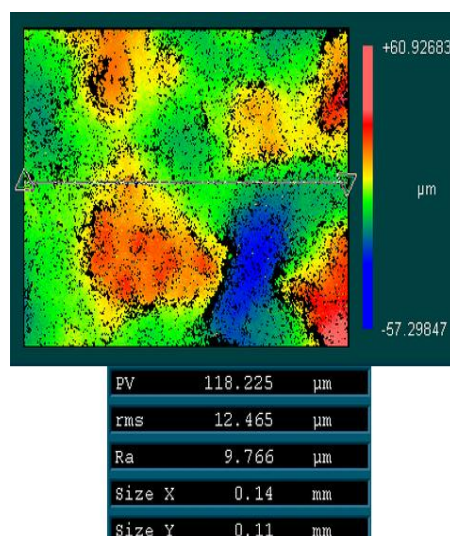 +60.92683
µm
-57.29847
PV 118.225 µm
rms 12.465 µm
Ra 9.766 µm
Size X 0.14 mm
Size Y 0.11 mm